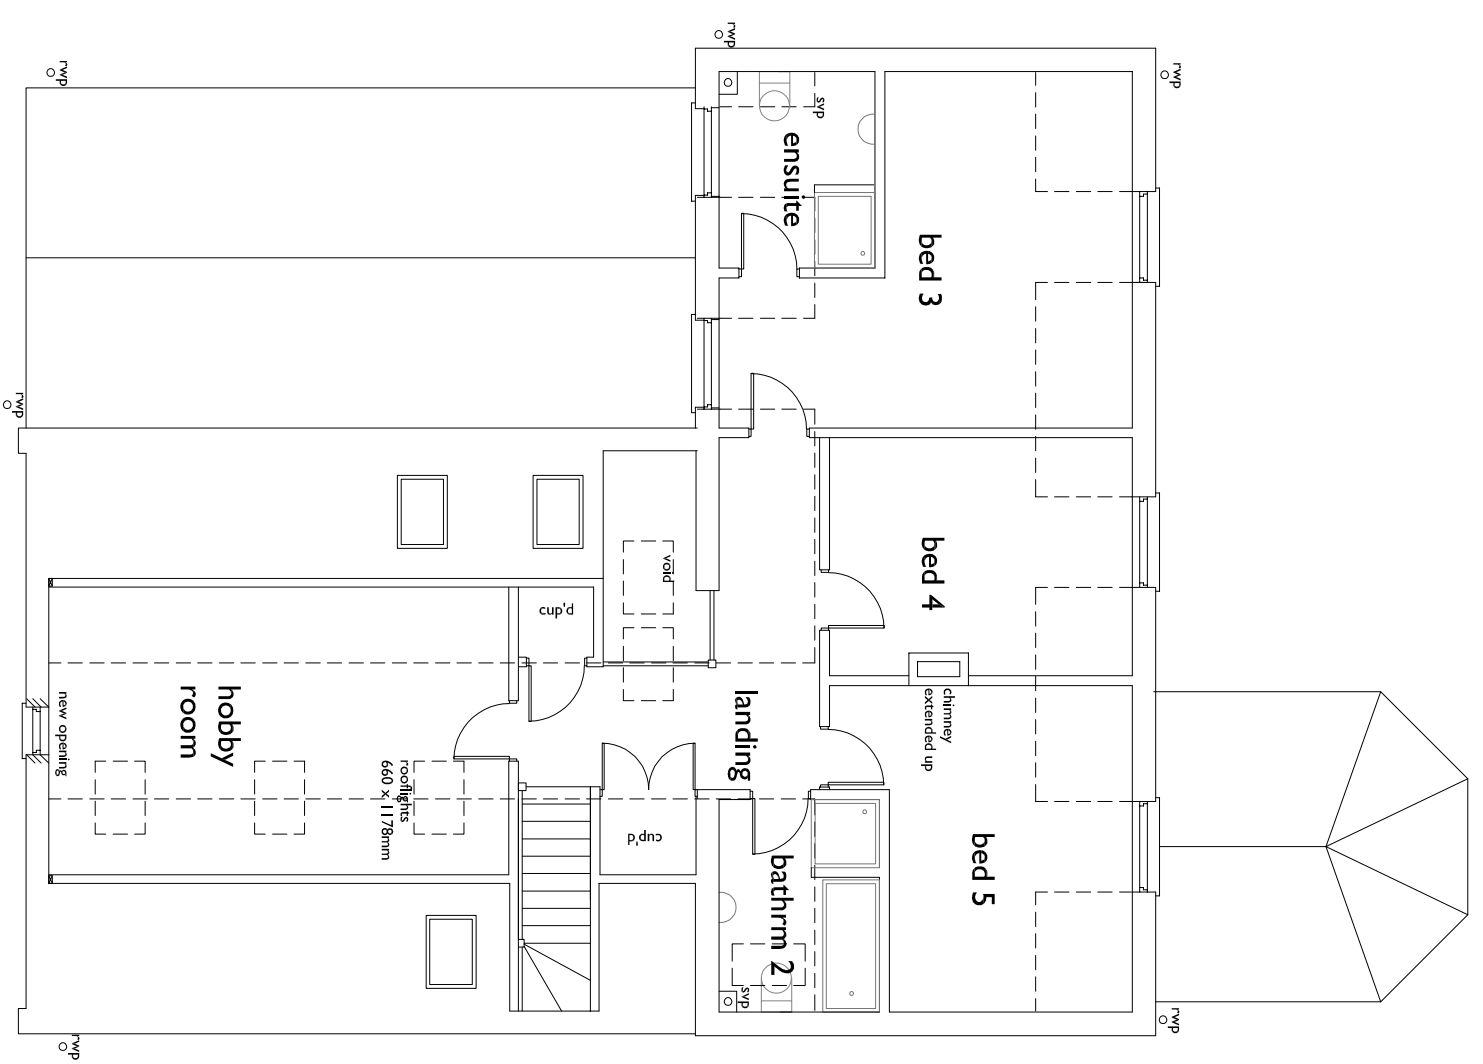 rwp
rwp
rwp
svp
ensuite
bed 3
rwp
bed 4
void
cup'd
chimney
extended up
landing
hobby
room
new opening
rooflights
660 x 1178mm
cup'd
bed 5
bathrm 2
svp
rwp
rwp